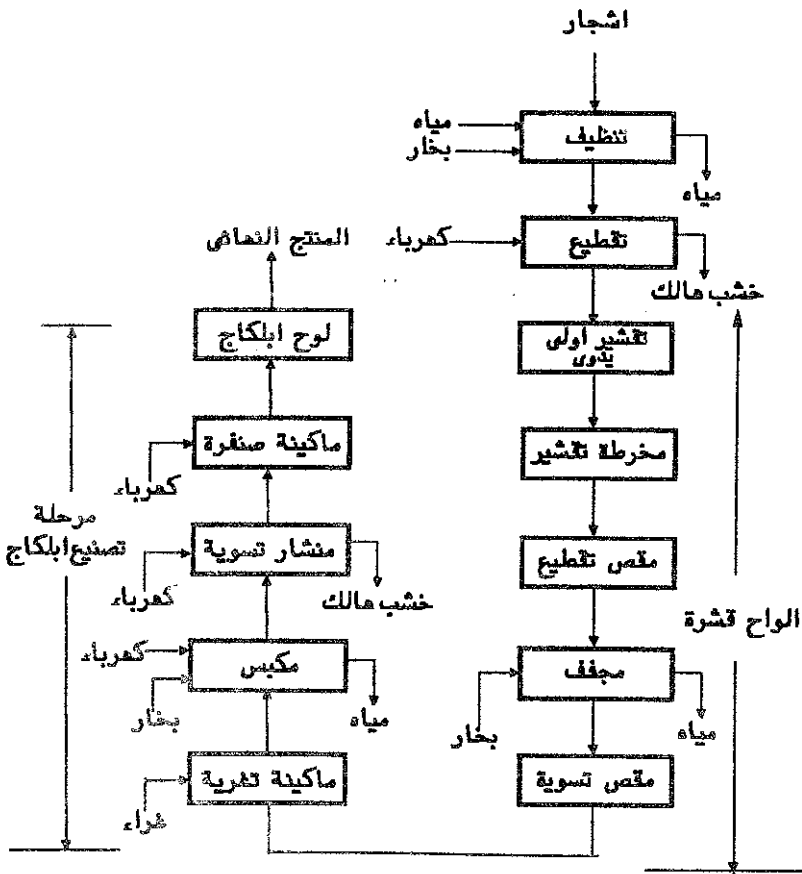 اشجار
مياه
بخار
تنظيف
مياه
كهرباء
تقطيع
خشب هالك
تقشير اولى
يدوى
مخرطة تقشير
مقص تقطيع
الواح قشرة
مجفف
بخار
مياه
مقص تسوية
المنتج النهائى
لوح ابلكاج
ماكينة صنفرة
كهرباء
مرحلة
تصنيع ابلكاج
منشار تسوية
كهرباء
خشب هالك
كهرباء
مكبس
بخار
مياه
ماكينة تغرية
غراء